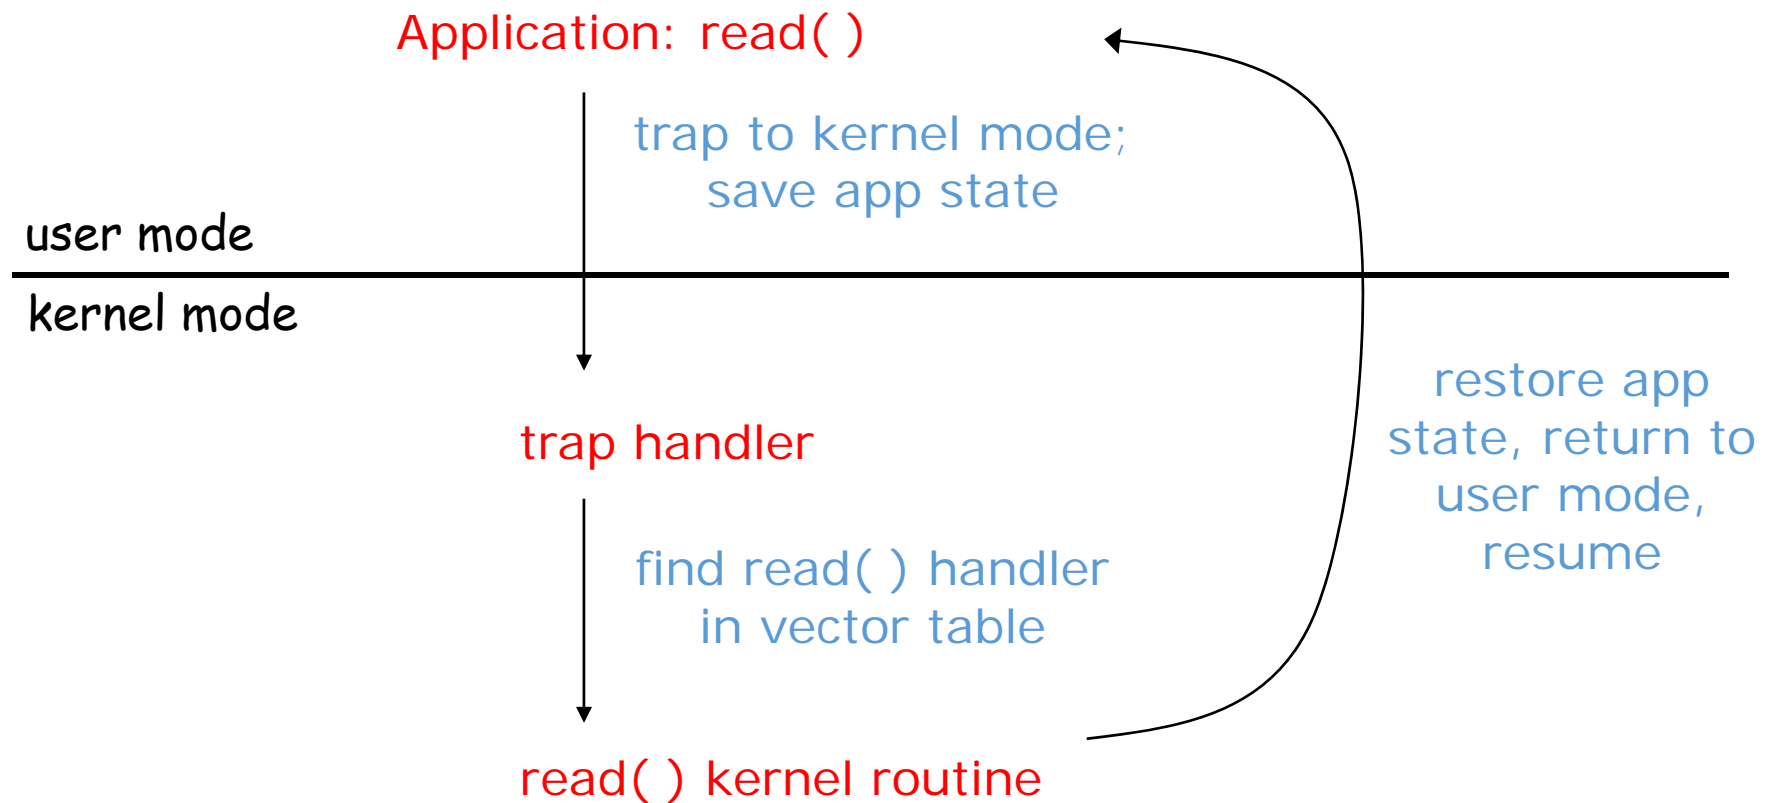 Application: read( )
trap to kernel mode;
save app state
user mode
kernel mode
trap handler
find read( ) handler
in vector table
read( ) kernel routine
restore app
state, return to
user mode,
resume